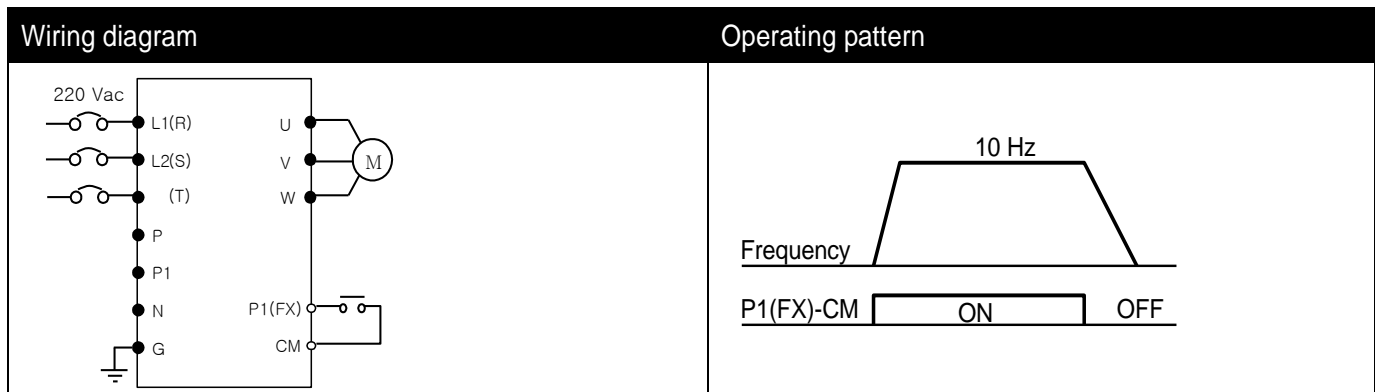 Wiring diagram
Operating pattern
220 Vac
L1(R)
U
L2(S)
V
M
(T)
W
P
P1
N
P1(FX)
G
CM
10 Hz
Frequency
P1(FX)-CM
ON
OFF